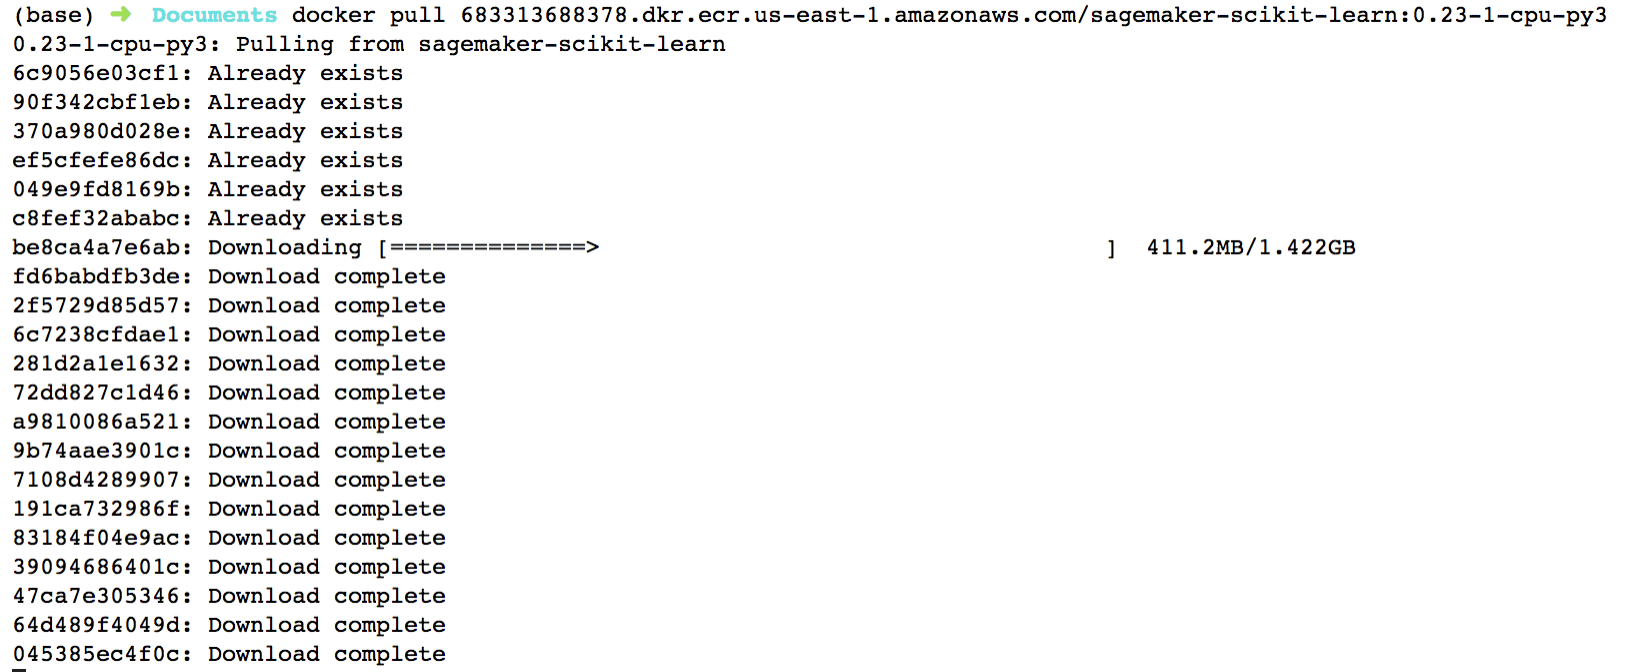 (base) ➜ Documents docker pull 683313688378.dkr.ecr.us-east-1.amazonaws.com/sagemaker-scikit-learn:0.23-1-cpu-py3
0.23-1-cpu-py3: Pulling from sagemaker-scikit-learn
6c9056e03cf1: Already exists
90f342cbf1eb: Already exists
370a980d028e: Already exists
ef5cfefe86dc: Already exists
049e9fd8169b: Already exists
c8fef32ababc: Already exists
be8ca4a7e6ab: Downloading [==============>                                    ]  411.2MB/1.422GB
fd6babdfb3de: Download complete
2f5729d85d57: Download complete
6c7238cfdae1: Download complete
281d2a1e1632: Download complete
72dd827c1d46: Download complete
a9810086a521: Download complete
9b74aae3901c: Download complete
7108d4289907: Download complete
191ca732986f: Download complete
83184f04e9ac: Download complete
39094686401c: Download complete
47ca7e305346: Download complete
64d489f4049d: Download complete
045385ec4f0c: Download complete